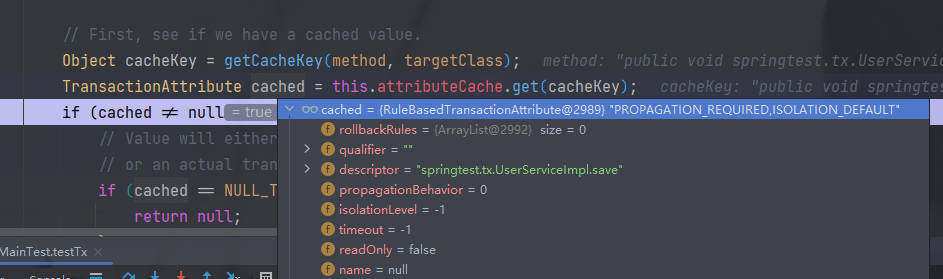 // First, see if we have a cached value.
Object cacheKey = getCacheKey(method, targetClass); method: "public void springtest.tx.UserServi
TransactionAttribute cached = this.attributeCache.get(cacheKey); cacheKey: "public void springtes
if (cached ≠ null = true
cached = {RuleBasedTransactionAttribute@2989} "PROPAGATION_REQUIRED,ISOLATION_DEFAULT"
// Value will either
rollbackRules = {ArrayList@2992} size = 0
// or an actual tran
qualifier = ""
descriptor = "springtest.tx.UserServiceImpl.save"
if (cached == NULL_T
propagationBehavior = 0
return null;
isolationLevel = -1
timeout = -1
MainTest.testTx
readOnly = false
name = null